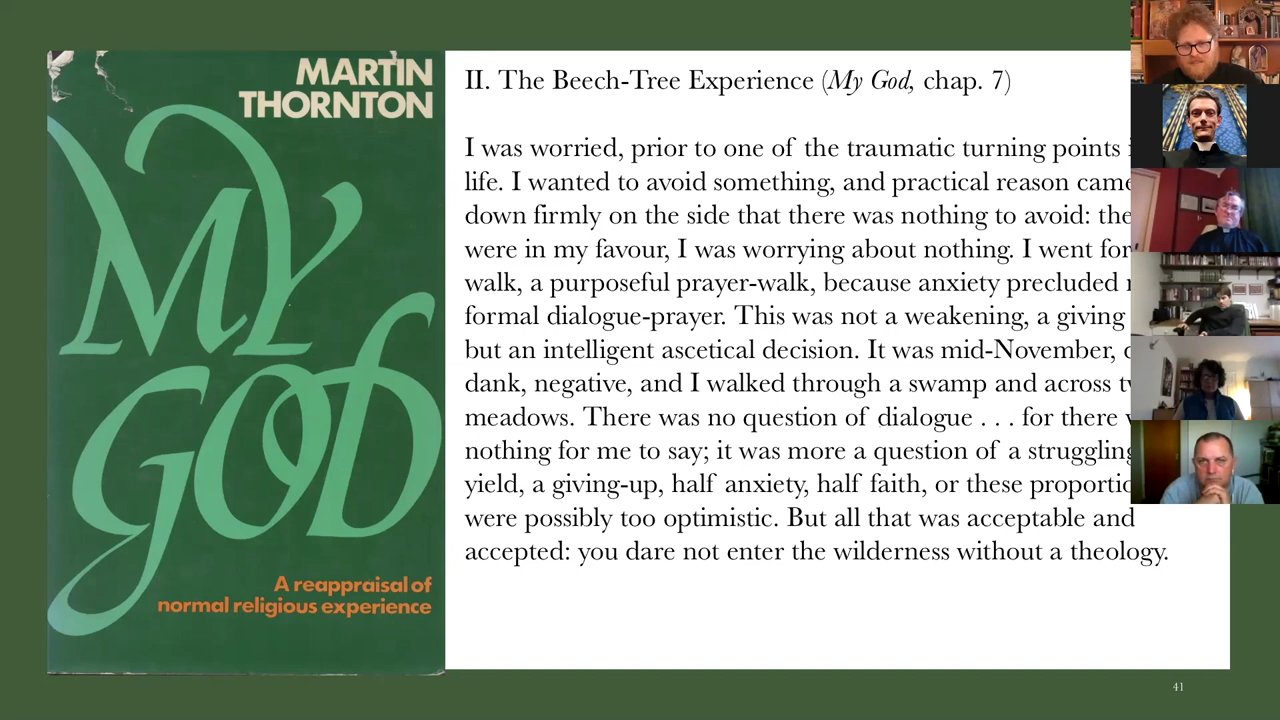 MARTIN
THORNTON
MY
GOD
A reappraisal of
normal religious experience
II. The Beech-Tree Experience (My God, chap. 7)
I was worried, prior to one of the traumatic turning points
life. I wanted to avoid something, and practical reason came
down firmly on the side that there was nothing to avoid: the
were in my favour, I was worrying about nothing. I went for
walk, a purposeful prayer-walk, because anxiety precluded
formal dialogue-prayer. This was not a weakening, a giving
but an intelligent ascetical decision. It was mid-November,
dank, negative, and I walked through a swamp and across
meadows. There was no question of dialogue . . . for there
nothing for me to say; it was more a question of a struggling
yield, a giving-up, half anxiety, half faith, or these
were possibly too optimistic. But all that was acceptable and
accepted: you dare not enter the wilderness without a theology.
41